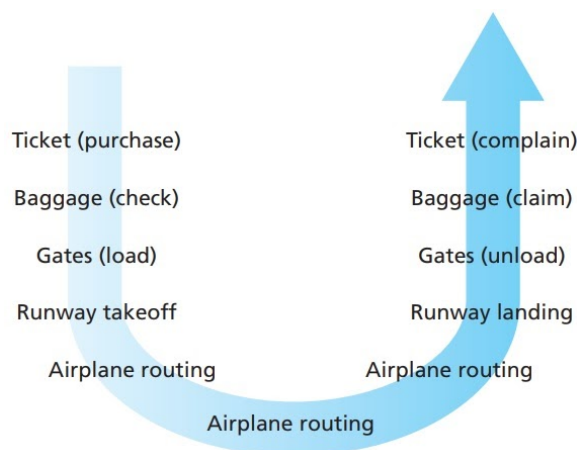 Ticket (purchase)
Baggage (check)
Gates (load)
Runway takeoff
Airplane routing
Airplane routing
Ticket (complain)
Baggage (claim)
Gates (unload)
Runway landing
Airplane routing